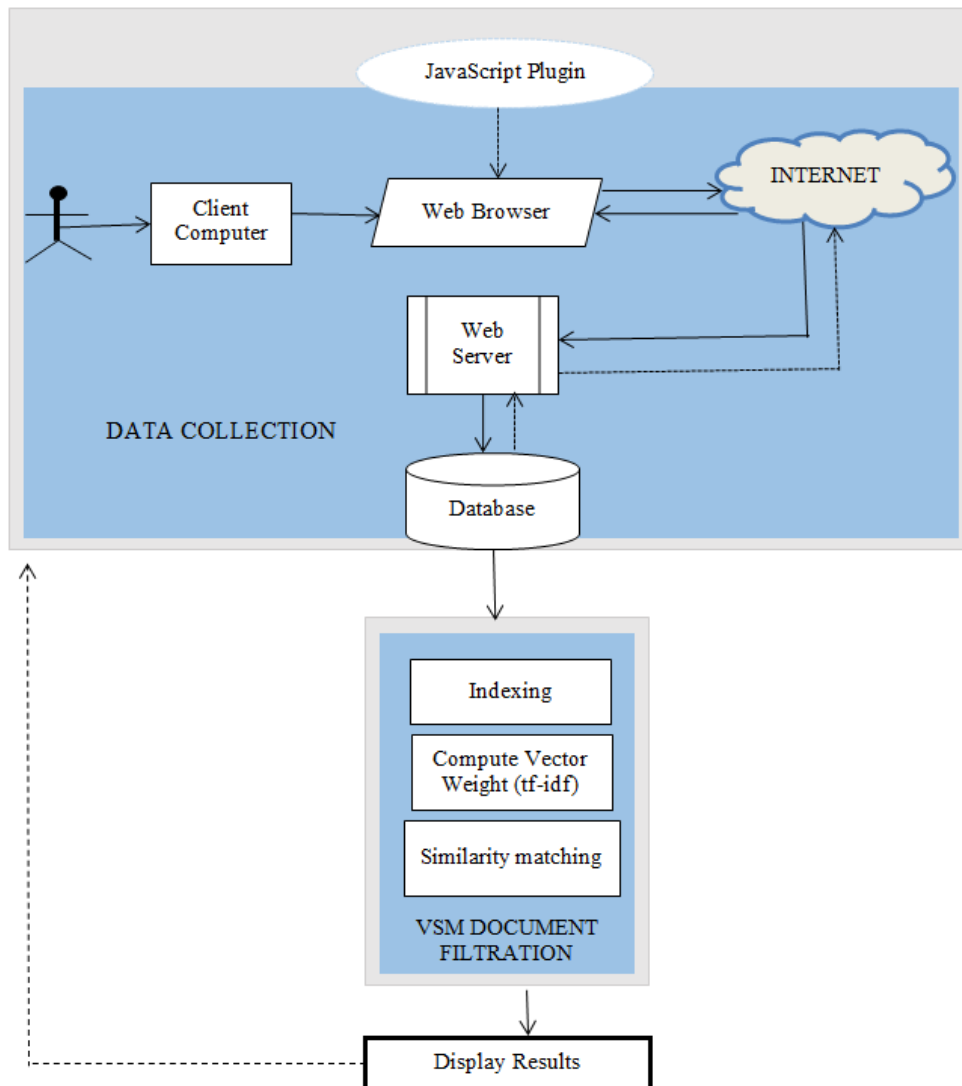 JavaScript Plugin
INTERNET
Client
Computer
Web Browser
Web
Server
DATA COLLECTION
Database
Indexing
Compute Vector
Weight (tf-idf)
Similarity matching
VSM DOCUMENT
FILTRATION
Display Results